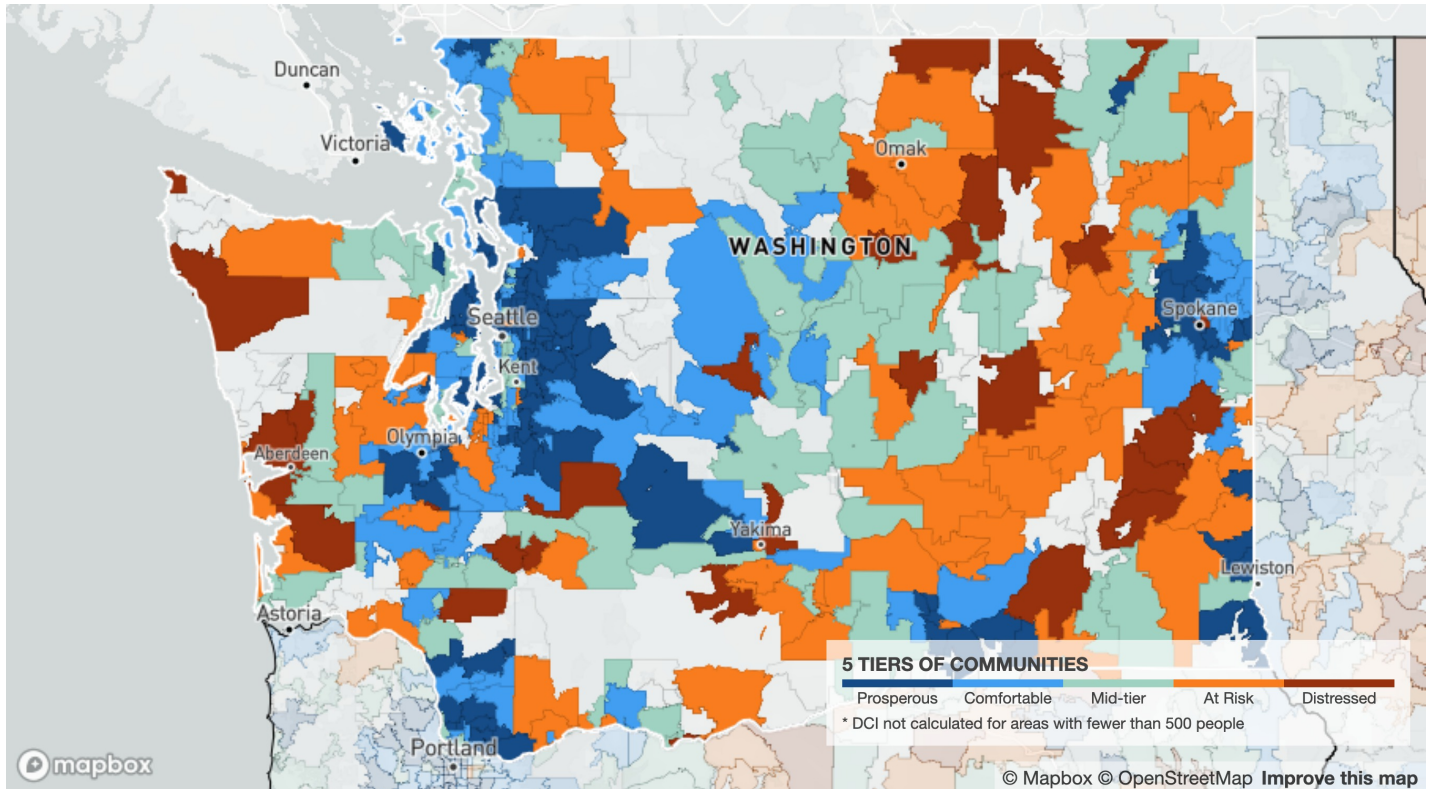 Duncan
Victoria
Omak
WASHINGTON
Seattle
Spokane
Kent
Olympia
Aberdeen
Yakima
Lewiston
Astoria
Portland
5 TIERS OF COMMUNITIES
Prosperous Comfortable Mid-tier At Risk Distressed
* DCI not calculated for areas with fewer than 500 people
mapbox
© Mapbox © OpenStreetMap Improve this map